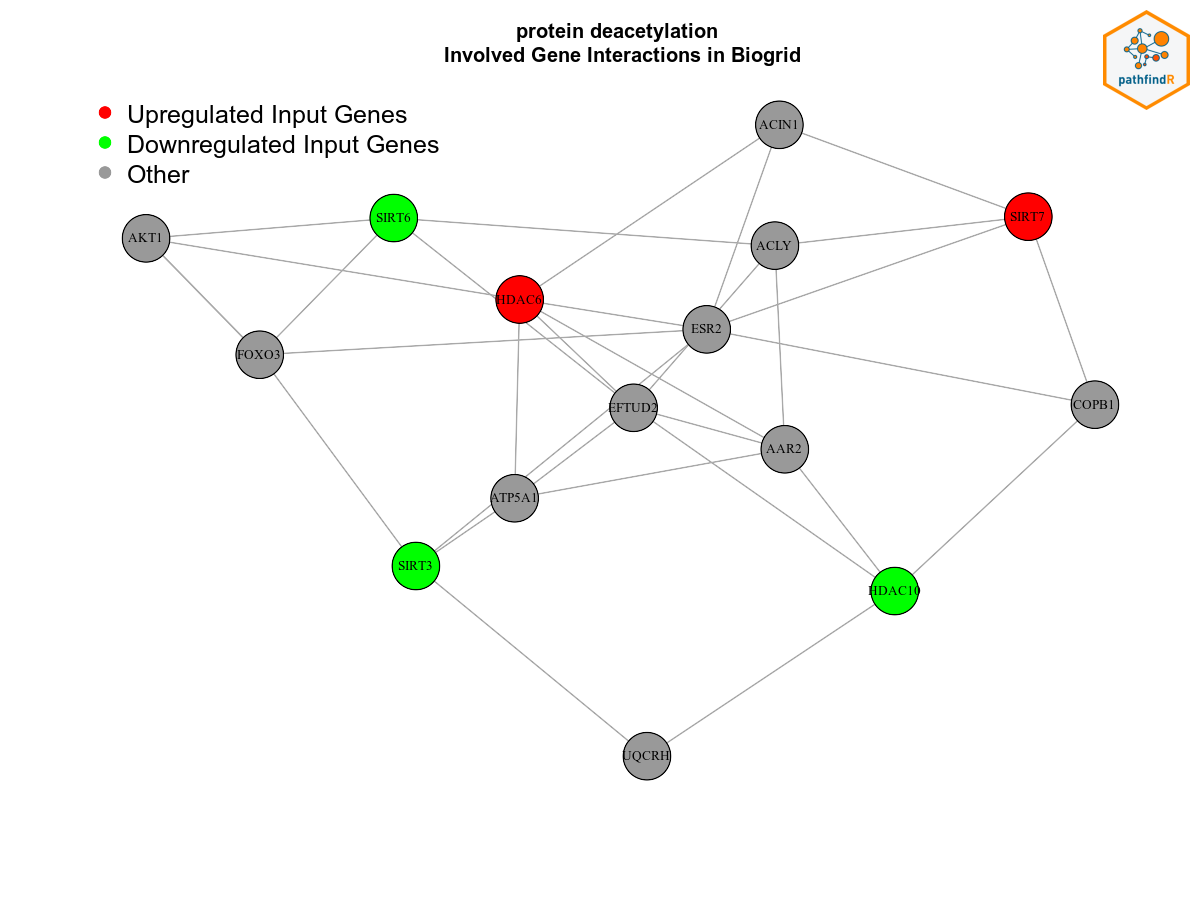 protein deacetylation
Involved Gene Interactions in Biogrid
pathfindR
Upregulated Input Genes
Downregulated Input Genes
Other
ACIN1
SIRT6
SIRT7
AKT1
ACLY
HDAC6
ESR2
FOXO3
EFTUD2
COPB1
AAR2
ATP5A1
SIRT3
HDAC10
UQCRH